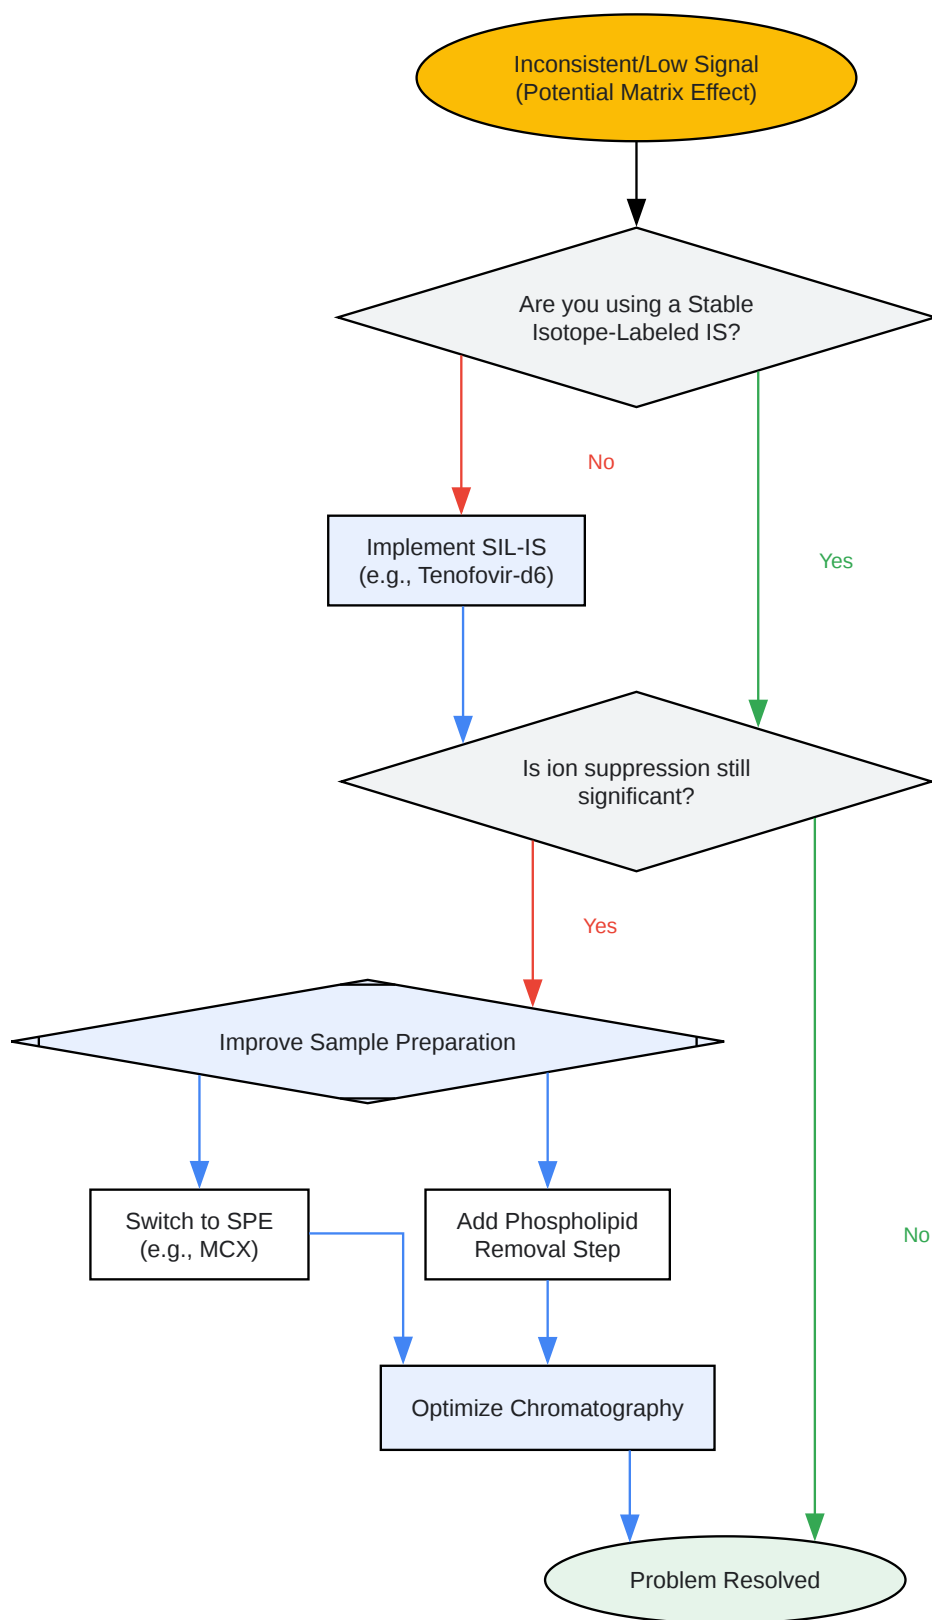 Inconsistent/Low Signal
(Potential Matrix Effect)
Are you using a Stable
Isotope-Labeled IS?
No
Implement SIL-IS
(e.g., Tenofovir-d6)
Yes
Is ion suppression still
significant?
Yes
Improve Sample Preparation
Switch to SPE
(e.g., MCX)
Add Phospholipid
Removal Step
No
Optimize Chromatography
Problem Resolved